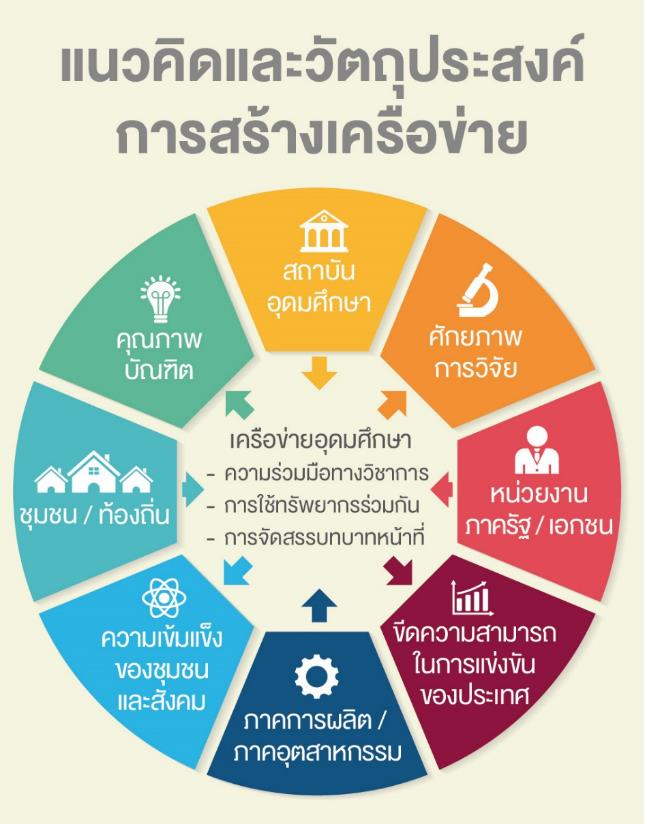 แนวคิดและวัตถุประสงค์
การสร้างเครือข่าย
สถาบัน
อุดมศึกษา
ศักยภาพ
การวิจัย
หน่วยงาน
ภาครัฐ / เอกชน
ขีดความสามารถ
ในการแข่งขัน
ของประเทศ
ภาคการผลิต /
ภาคอุตสาหกรรม
ความเข้มแข็ง
ของชุมชน
และสังคม
ชุมชน / ท้องถิ่น
คุณภาพ
บัณฑิต
เครือข่ายอุดมศึกษา
- ความร่วมมือทางวิชาการ
- การใช้ทรัพยากรร่วมกัน
- การจัดสรรบทบาทหน้าที่